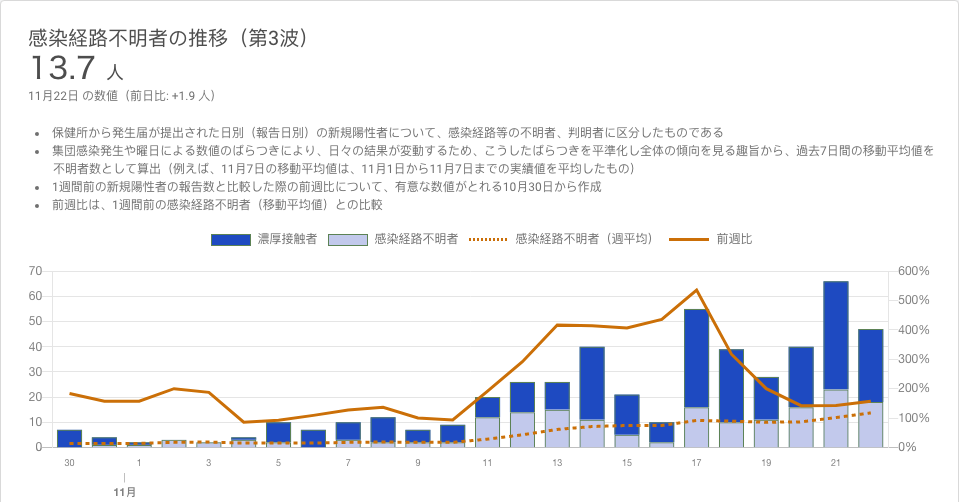 感染経路不明者の推移（第3波）
13.7 人
11月22日 の数値（前日比: +1.9 人）
• 保健所から発生届が提出された日別（報告日別）の新規陽性者について、感染経路等の不明者、判明者に区分したものである
• 集団感染発生や曜日による数値のばらつきにより、日々の結果が変動するため、こうしたばらつきを平準化し全体の傾向を見る趣旨から、過去7日間の移動平均値を
不明者数として算出（例えば、11月7日の移動平均値は、11月1日から11月7日までの実績値を平均したもの）
• 1週間前の新規陽性者の報告数と比較した際の前週比について、有意な数値がとれる10月30日から作成
• 前週比は、1週間前の感染経路不明者（移動平均値）との比較
濃厚接触者 感染経路不明者 感染経路不明者（週平均） 前週比
70 600%
60 500%
50 400%
40 300%
30 200%
20 100%
10 0%
0
30 1 3 5 7 9 11 13 15 17 19 21
11月